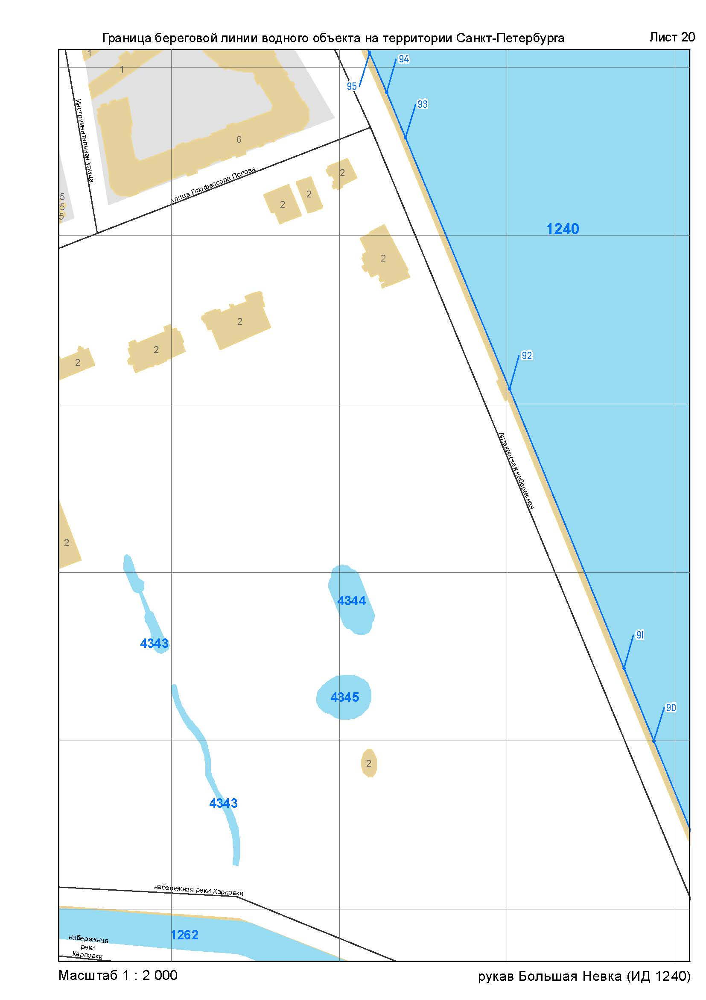 Граница береговой линии водного объекта на территории Санкт-Петербурга
Лист 20
1
1
94
95
93
Инструментальная улица
6
улица Профессора Попова
2
2
2
5
5
5
1240
2
2
2
2
92
Аптекарская набережная
2
4344
91
4343
4345
90
2
4343
набережная реки Карповки
1262
набережная
реки
Карповки
Масштаб 1 : 2 000
рукав Большая Невка (ИД 1240)